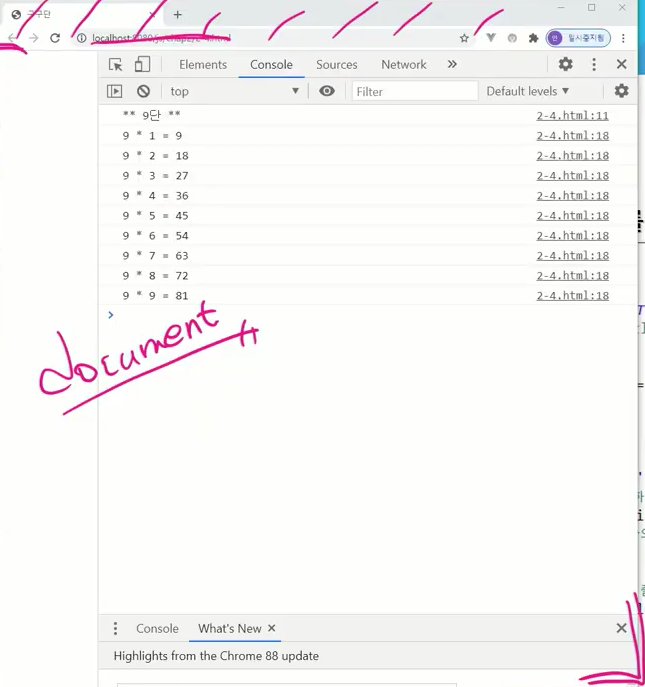 구구단
일시중지됨
Elements Console Sources Network »
top Filter Default levels
** 9단 ** 2-4.html:11
9 * 1 = 9 2-4.html:18
9 * 2 = 18 2-4.html:18
9 * 3 = 27 2-4.html:18
9 * 4 = 36 2-4.html:18
9 * 5 = 45 2-4.html:18
9 * 6 = 54 2-4.html:18
9 * 7 = 63 2-4.html:18
9 * 8 = 72 2-4.html:18
9 * 9 = 81 2-4.html:18
document
Console What's New
Highlights from the Chrome 88 update